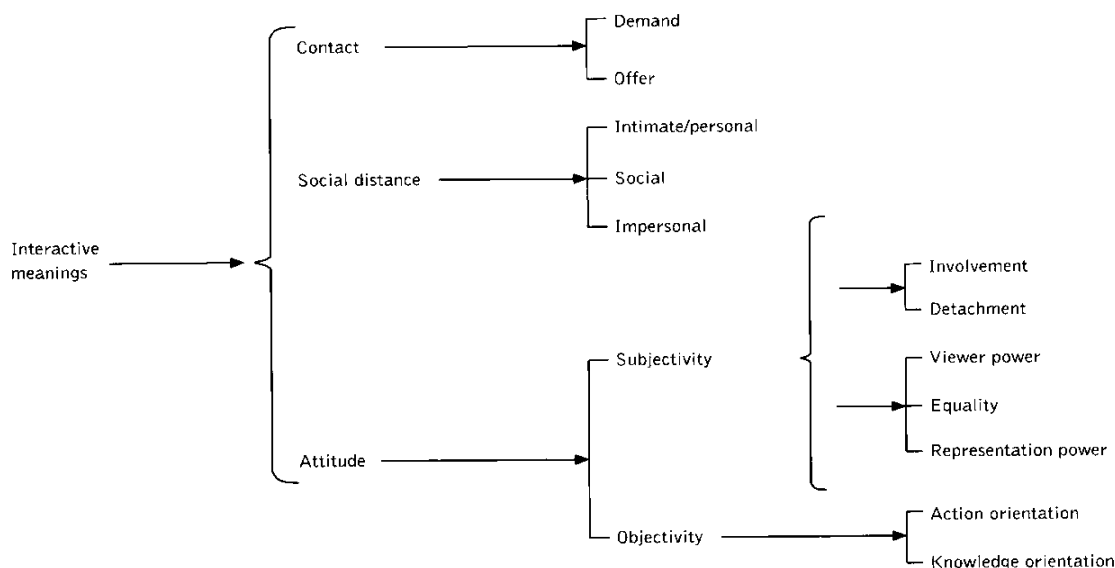 Demand
Contact
Offer
Intimate/personal
Social distance
Social
Impersonal
Interactive
meanings
Involvement
Detachment
Subjectivity
Viewer power
Equality
Attitude
Representation power
Action orientation
Objectivity
Knowledge orientation